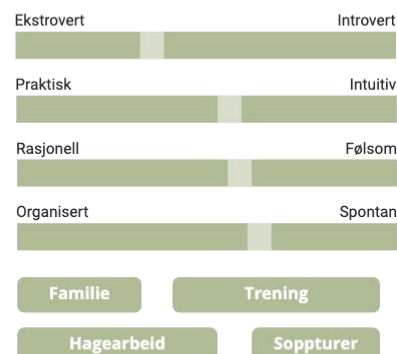 Ekstrovert Introvert
Praktisk Intuitiv
Rasjonell Følsom
Organisert Spontan
Familie Trening
Hagearbeid Soppturer